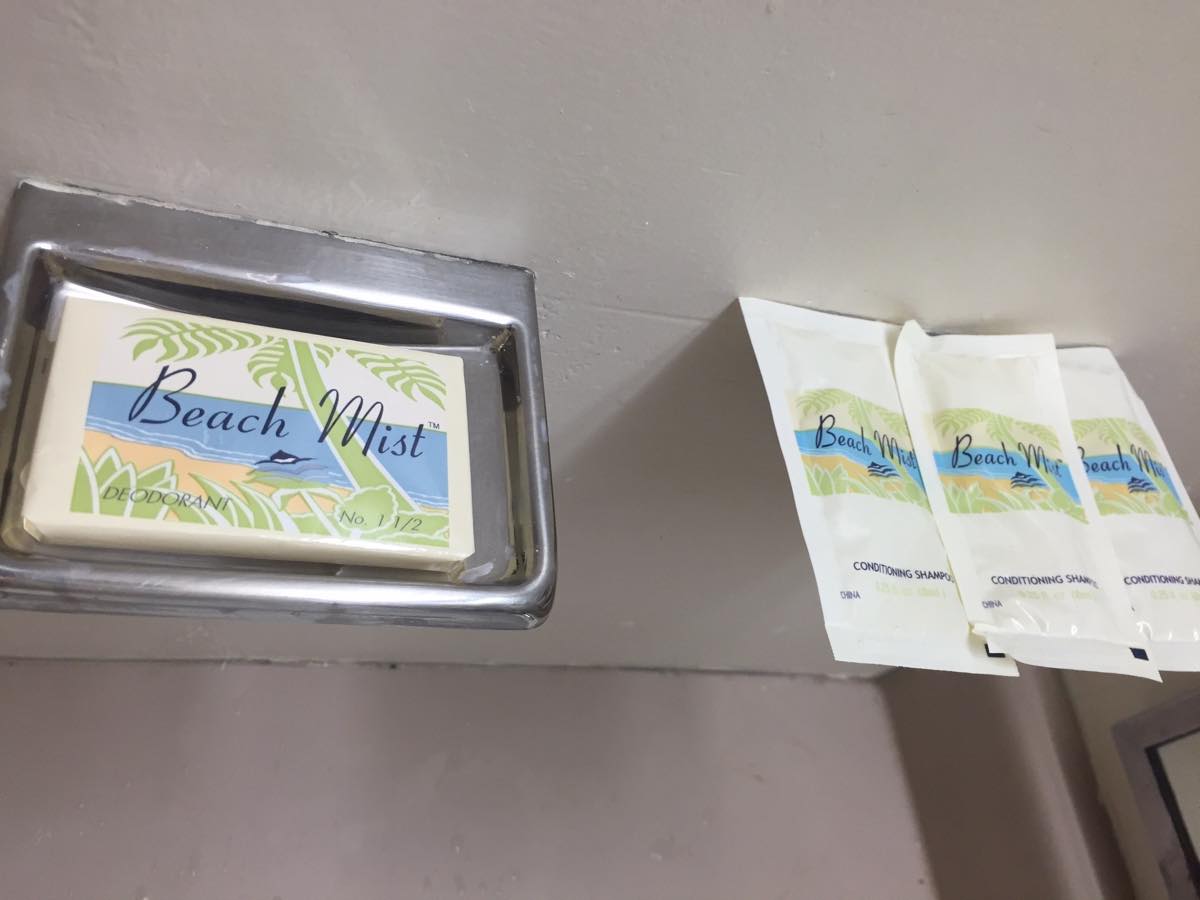 Beach Mist™
DEODORANT
No. 1 1/2
Beach Mist
CONDITIONING SHAMPOO
CHINA
Beach Mist
CONDITIONING SHAMPOO
CHINA
Beach Mist
CONDITIONING SHA